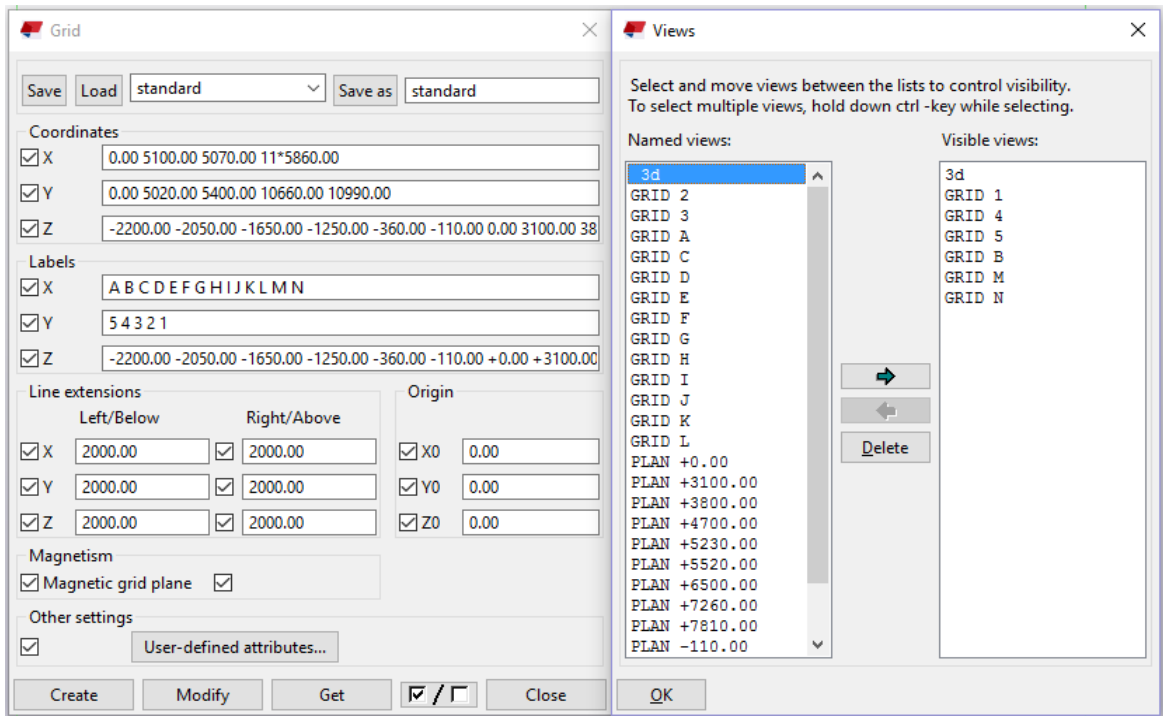 Grid
Save Load standard Save as standard
Coordinates
X 0.00 5100.00 5070.00 11*5860.00
Y 0.00 5020.00 5400.00 10660.00 10990.00
Z -2200.00 -2050.00 -1650.00 -1250.00 -360.00 -110.00 0.00 3100.00 38
Labels
X A B C D E F G H I J K L M N
Y 5 4 3 2 1
Z -2200.00 -2050.00 -1650.00 -1250.00 -360.00 -110.00 +0.00 +3100.00
Line extensions
Left/Below Right/Above
X 2000.00 2000.00
Y 2000.00 2000.00
Z 2000.00 2000.00
Origin
X0 0.00
Y0 0.00
Z0 0.00
Magnetism
Magnetic grid plane
Other settings
User-defined attributes...
Create Modify Get / Close
Views
Select and move views between the lists to control visibility.
To select multiple views, hold down ctrl -key while selecting.
Named views:
3d
GRID 2
GRID 3
GRID A
GRID C
GRID D
GRID E
GRID F
GRID G
GRID H
GRID I
GRID J
GRID K
GRID L
PLAN +0.00
PLAN +3100.00
PLAN +3800.00
PLAN +4700.00
PLAN +5230.00
PLAN +5520.00
PLAN +6500.00
PLAN +7260.00
PLAN +7810.00
PLAN -110.00
Delete
Visible views:
3d
GRID 1
GRID 4
GRID 5
GRID B
GRID M
GRID N
OK